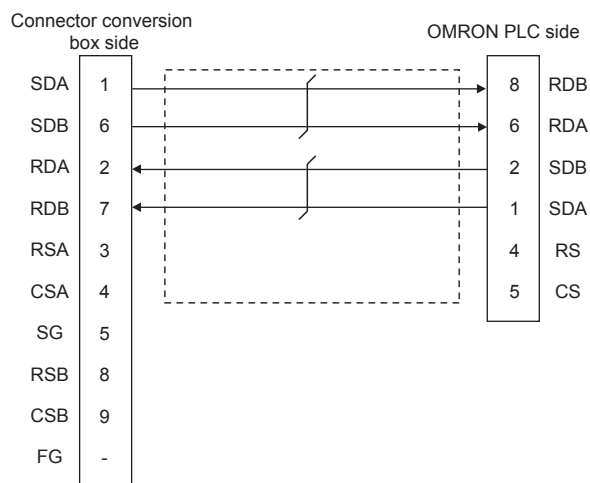 Connector conversion
box side
OMRON PLC side
SDA 1 8 RDB
SDB 6 6 RDA
RDA 2 2 SDB
RDB 7 1 SDA
RSA 3 4 RS
CSA 4 5 CS
SG 5
RSB 8
CSB 9
FG -